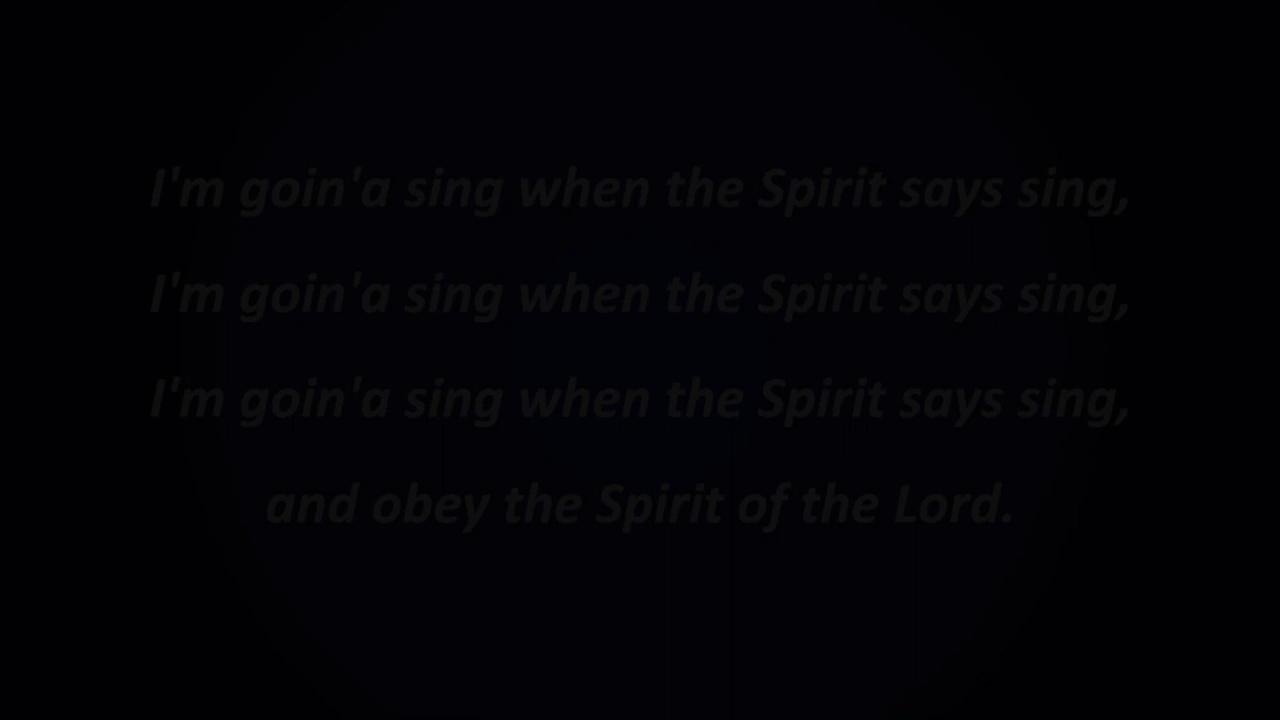 I'm goin'a sing when the Spirit says sing,
I'm goin'a sing when the Spirit says sing,
I'm goin'a sing when the Spirit says sing,
and obey the Spirit of the Lord.